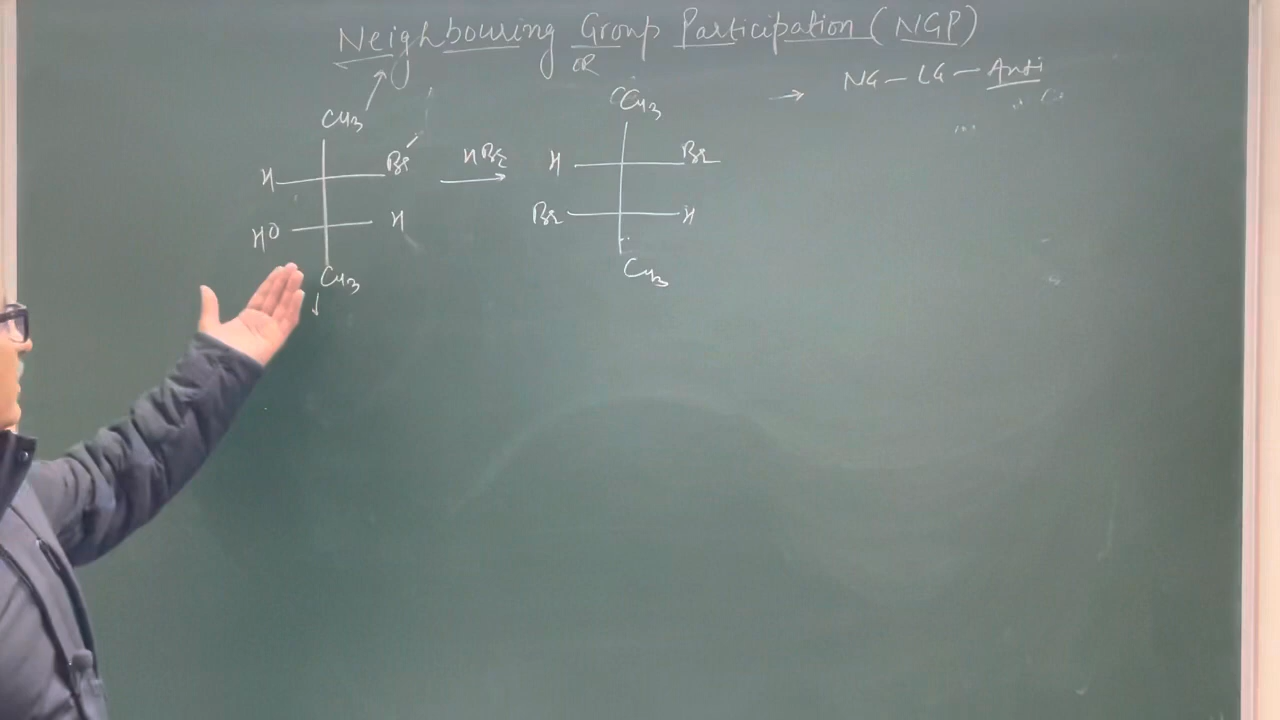 Neighbouring Group Participation (NGP)
OR
→ NG – LG – Anti
CH3 CH3
H Br HBr → H Br
HO H Br H
CH3 CH3